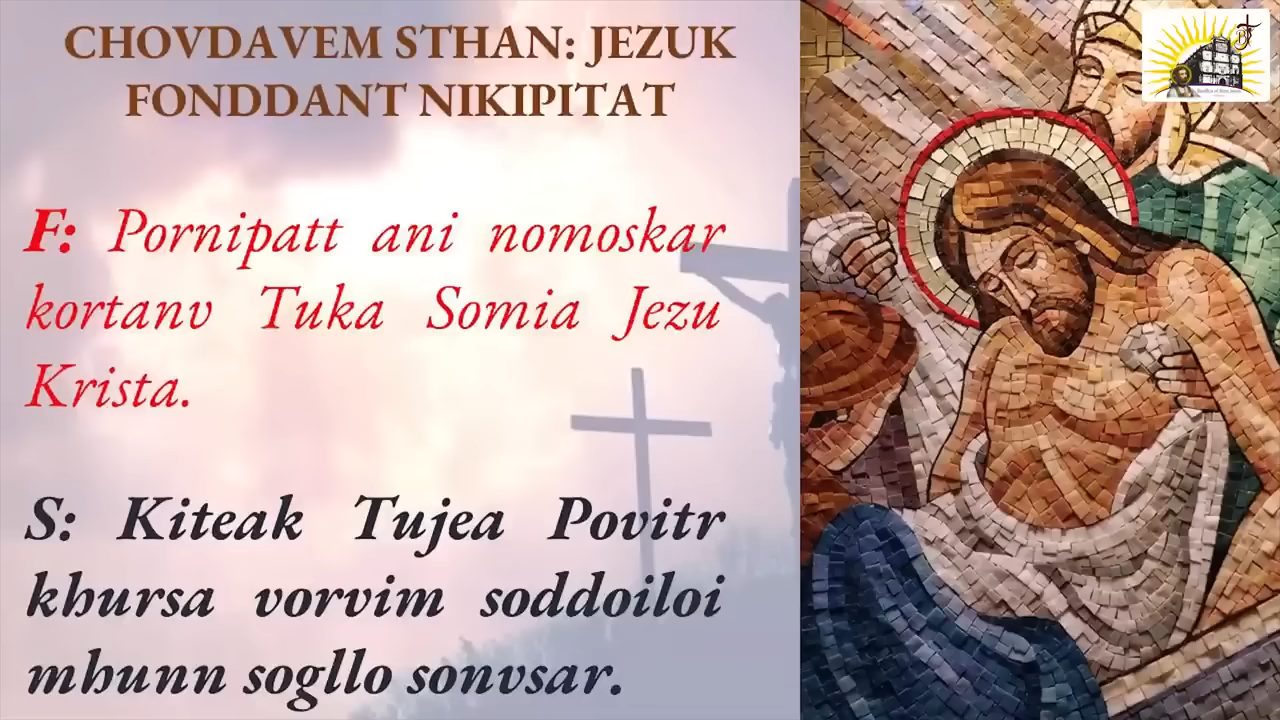 CHOVDAVEM STHAN: JEZUK
FONDDANT NIKIPITAT
F: Pornipatt ani nomoskar
kortanv Tuka Somia Jezu
Krista.
S: Kiteak Tujea Povitr
khursa vorvim soddoiloi
mhunn sogllo sonvsar.